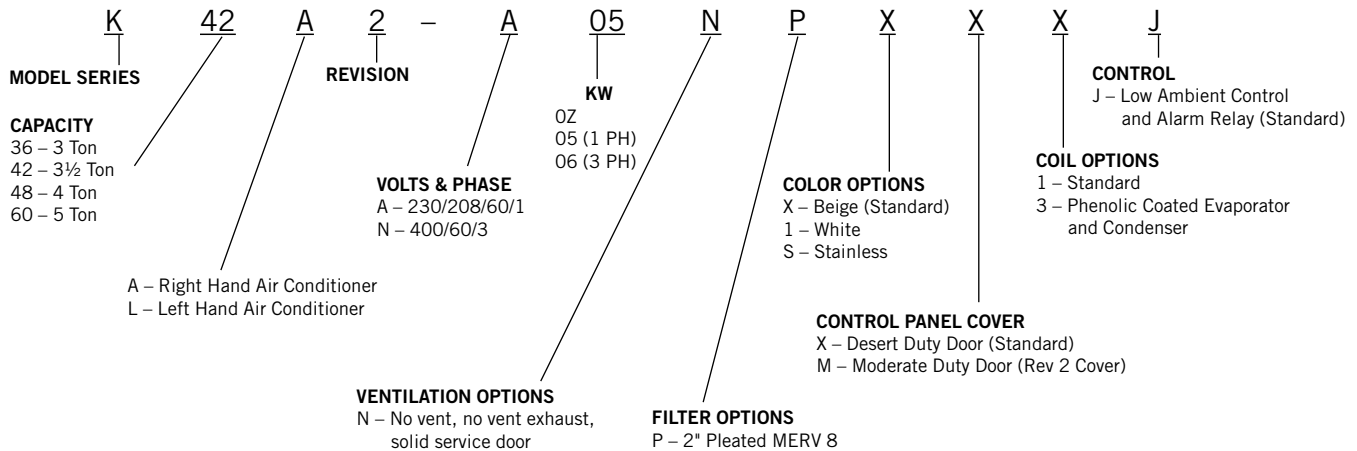 K 42 A 2 – A 05 N P X X X J
MODEL SERIES
CAPACITY
36 – 3 Ton
42 – 3½ Ton
48 – 4 Ton
60 – 5 Ton
A – Right Hand Air Conditioner
L – Left Hand Air Conditioner
REVISION
VOLTS & PHASE
A – 230/208/60/1
N – 400/60/3
KW
0Z
05 (1 PH)
06 (3 PH)
VENTILATION OPTIONS
N – No vent, no vent exhaust,
solid service door
FILTER OPTIONS
P – 2" Pleated MERV 8
COLOR OPTIONS
X – Beige (Standard)
1 – White
S – Stainless
CONTROL PANEL COVER
X – Desert Duty Door (Standard)
M – Moderate Duty Door (Rev 2 Cover)
COIL OPTIONS
1 – Standard
3 – Phenolic Coated Evaporator
and Condenser
CONTROL
J – Low Ambient Control
and Alarm Relay (Standard)